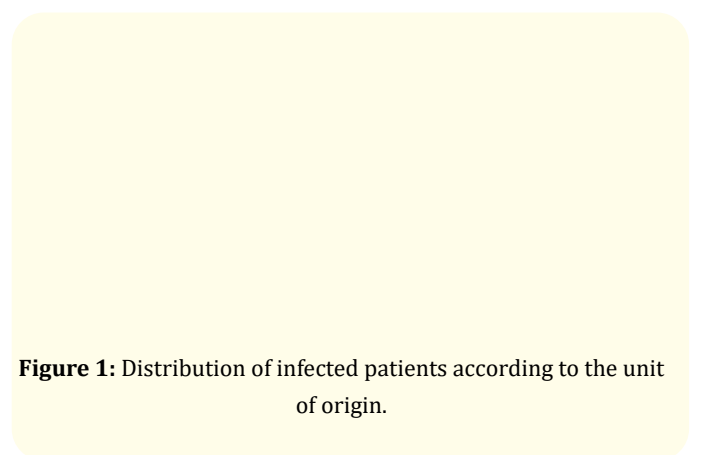 Figure 1: Distribution of infected patients according to the unit
of origin.